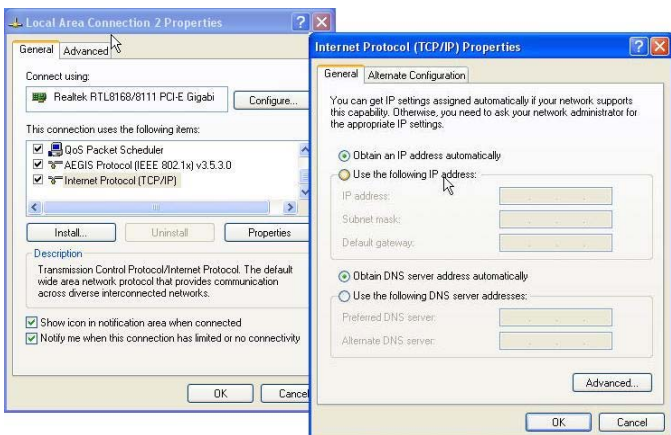 Local Area Connection 2 Properties
General
Advanced
Connect using:
Realtek RTL8168/8111 PCI-E Gigabi
Configure...
This connection uses the following items:
QoS Packet Scheduler
AEGIS Protocol (IEEE 802.1x) v3.5.3.0
Internet Protocol (TCP/IP)
Install...
Uninstall
Properties
Description
Transmission Control Protocol/Internet Protocol. The default
wide area network protocol that provides communication
across diverse interconnected networks.
Show icon in notification area when connected
Notify me when this connection has limited or no connectivity
OK
Cancel
Internet Protocol (TCP/IP) Properties
General
Alternate Configuration
You can get IP settings assigned automatically if your network supports
this capability. Otherwise, you need to ask your network administrator for
the appropriate IP settings.
Obtain an IP address automatically
Use the following IP address:
IP address:
Subnet mask:
Default gateway:
Obtain DNS server address automatically
Use the following DNS server addresses:
Preferred DNS server:
Alternate DNS server:
Advanced...
OK
Cancel